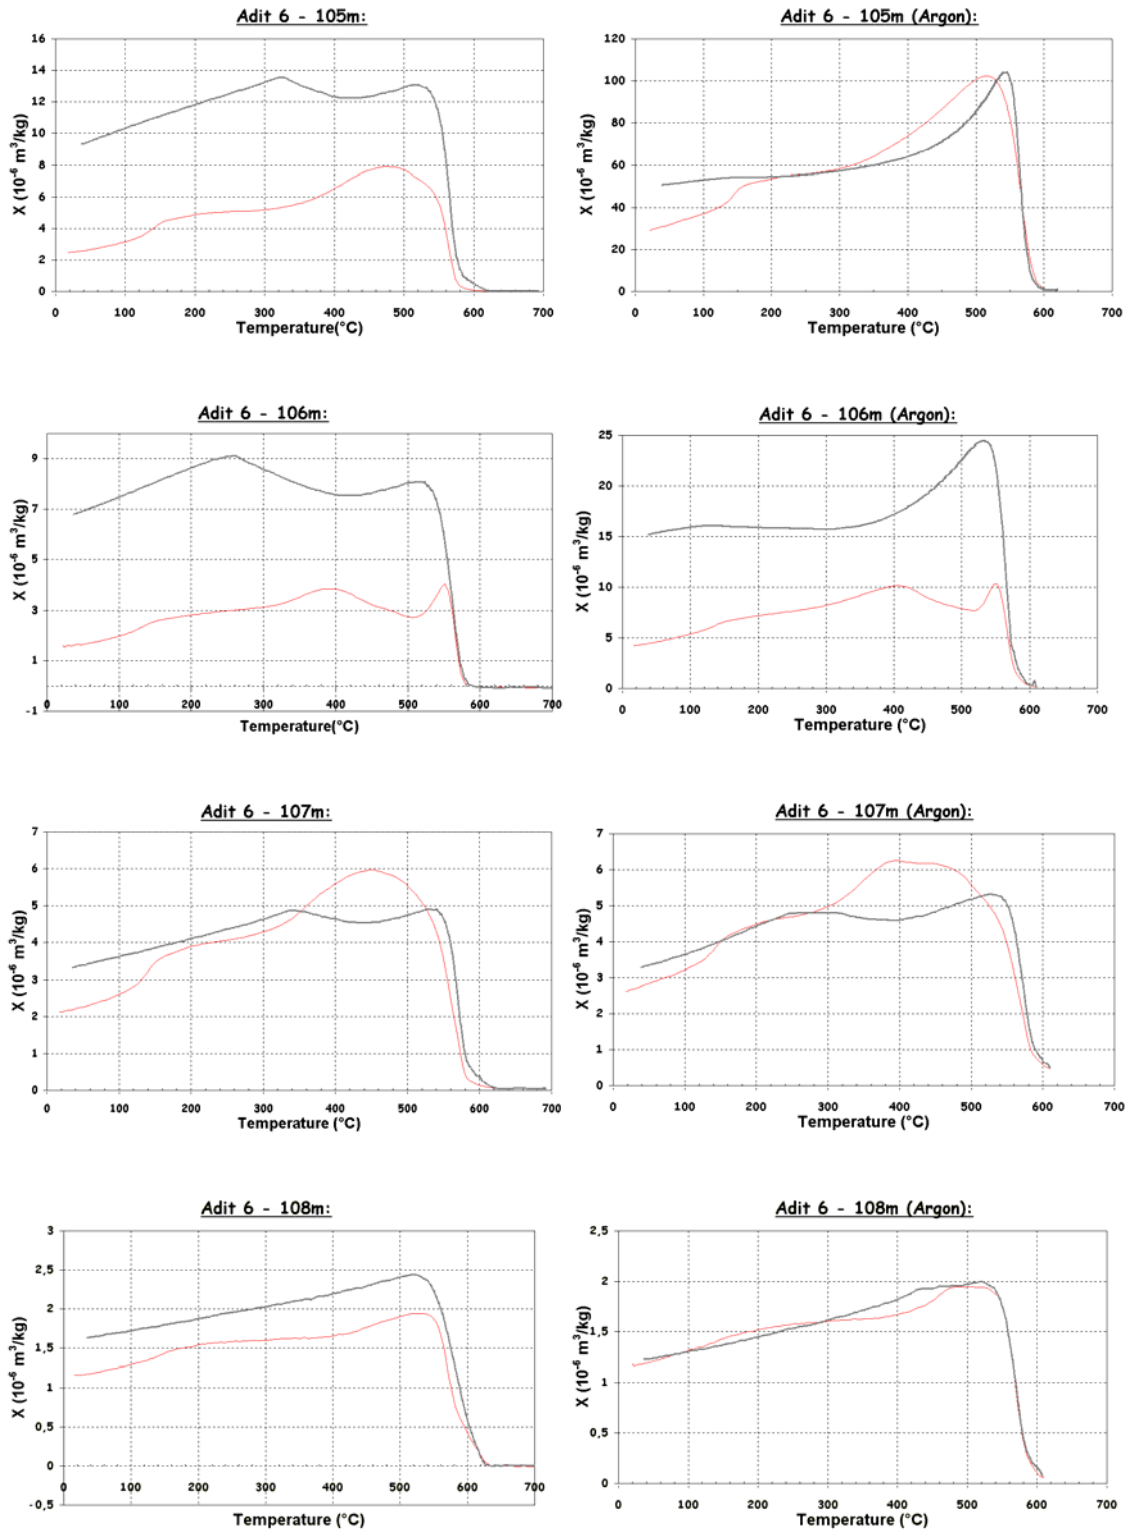 Adit 6 - 105m:
16
14
12
10
8
6
4
2
0
X (10⁻⁶ m³/kg)
0 100 200 300 400 500 600 700
Temperature(°C)
Adit 6 - 105m (Argon):
120
100
80
60
40
20
0
X (10⁻⁶ m³/kg)
0 100 200 300 400 500 600 700
Temperature (°C)
Adit 6 - 106m:
9
7
5
3
1
-1
X (10⁻⁶ m³/kg)
0 100 200 300 400 500 600 700
Temperature(°C)
Adit 6 - 106m (Argon):
25
20
15
10
5
0
X (10⁻⁶ m³/kg)
0 100 200 300 400 500 600 700
Temperature (°C)
Adit 6 - 107m:
7
6
5
4
3
2
1
0
X (10⁻⁶ m³/kg)
0 100 200 300 400 500 600 700
Temperature (°C)
Adit 6 - 107m (Argon):
7
6
5
4
3
2
1
0
X (10⁻⁶ m³/kg)
0 100 200 300 400 500 600 700
Temperature (°C)
Adit 6 - 108m:
3
2,5
2
1,5
1
0,5
0
-0,5
X (10⁻⁶ m³/kg)
0 100 200 300 400 500 600 700
Temperature (°C)
Adit 6 - 108m (Argon):
2,5
2
1,5
1
0,5
0
X (10⁻⁶ m³/kg)
0 100 200 300 400 500 600 700
Temperature (°C)